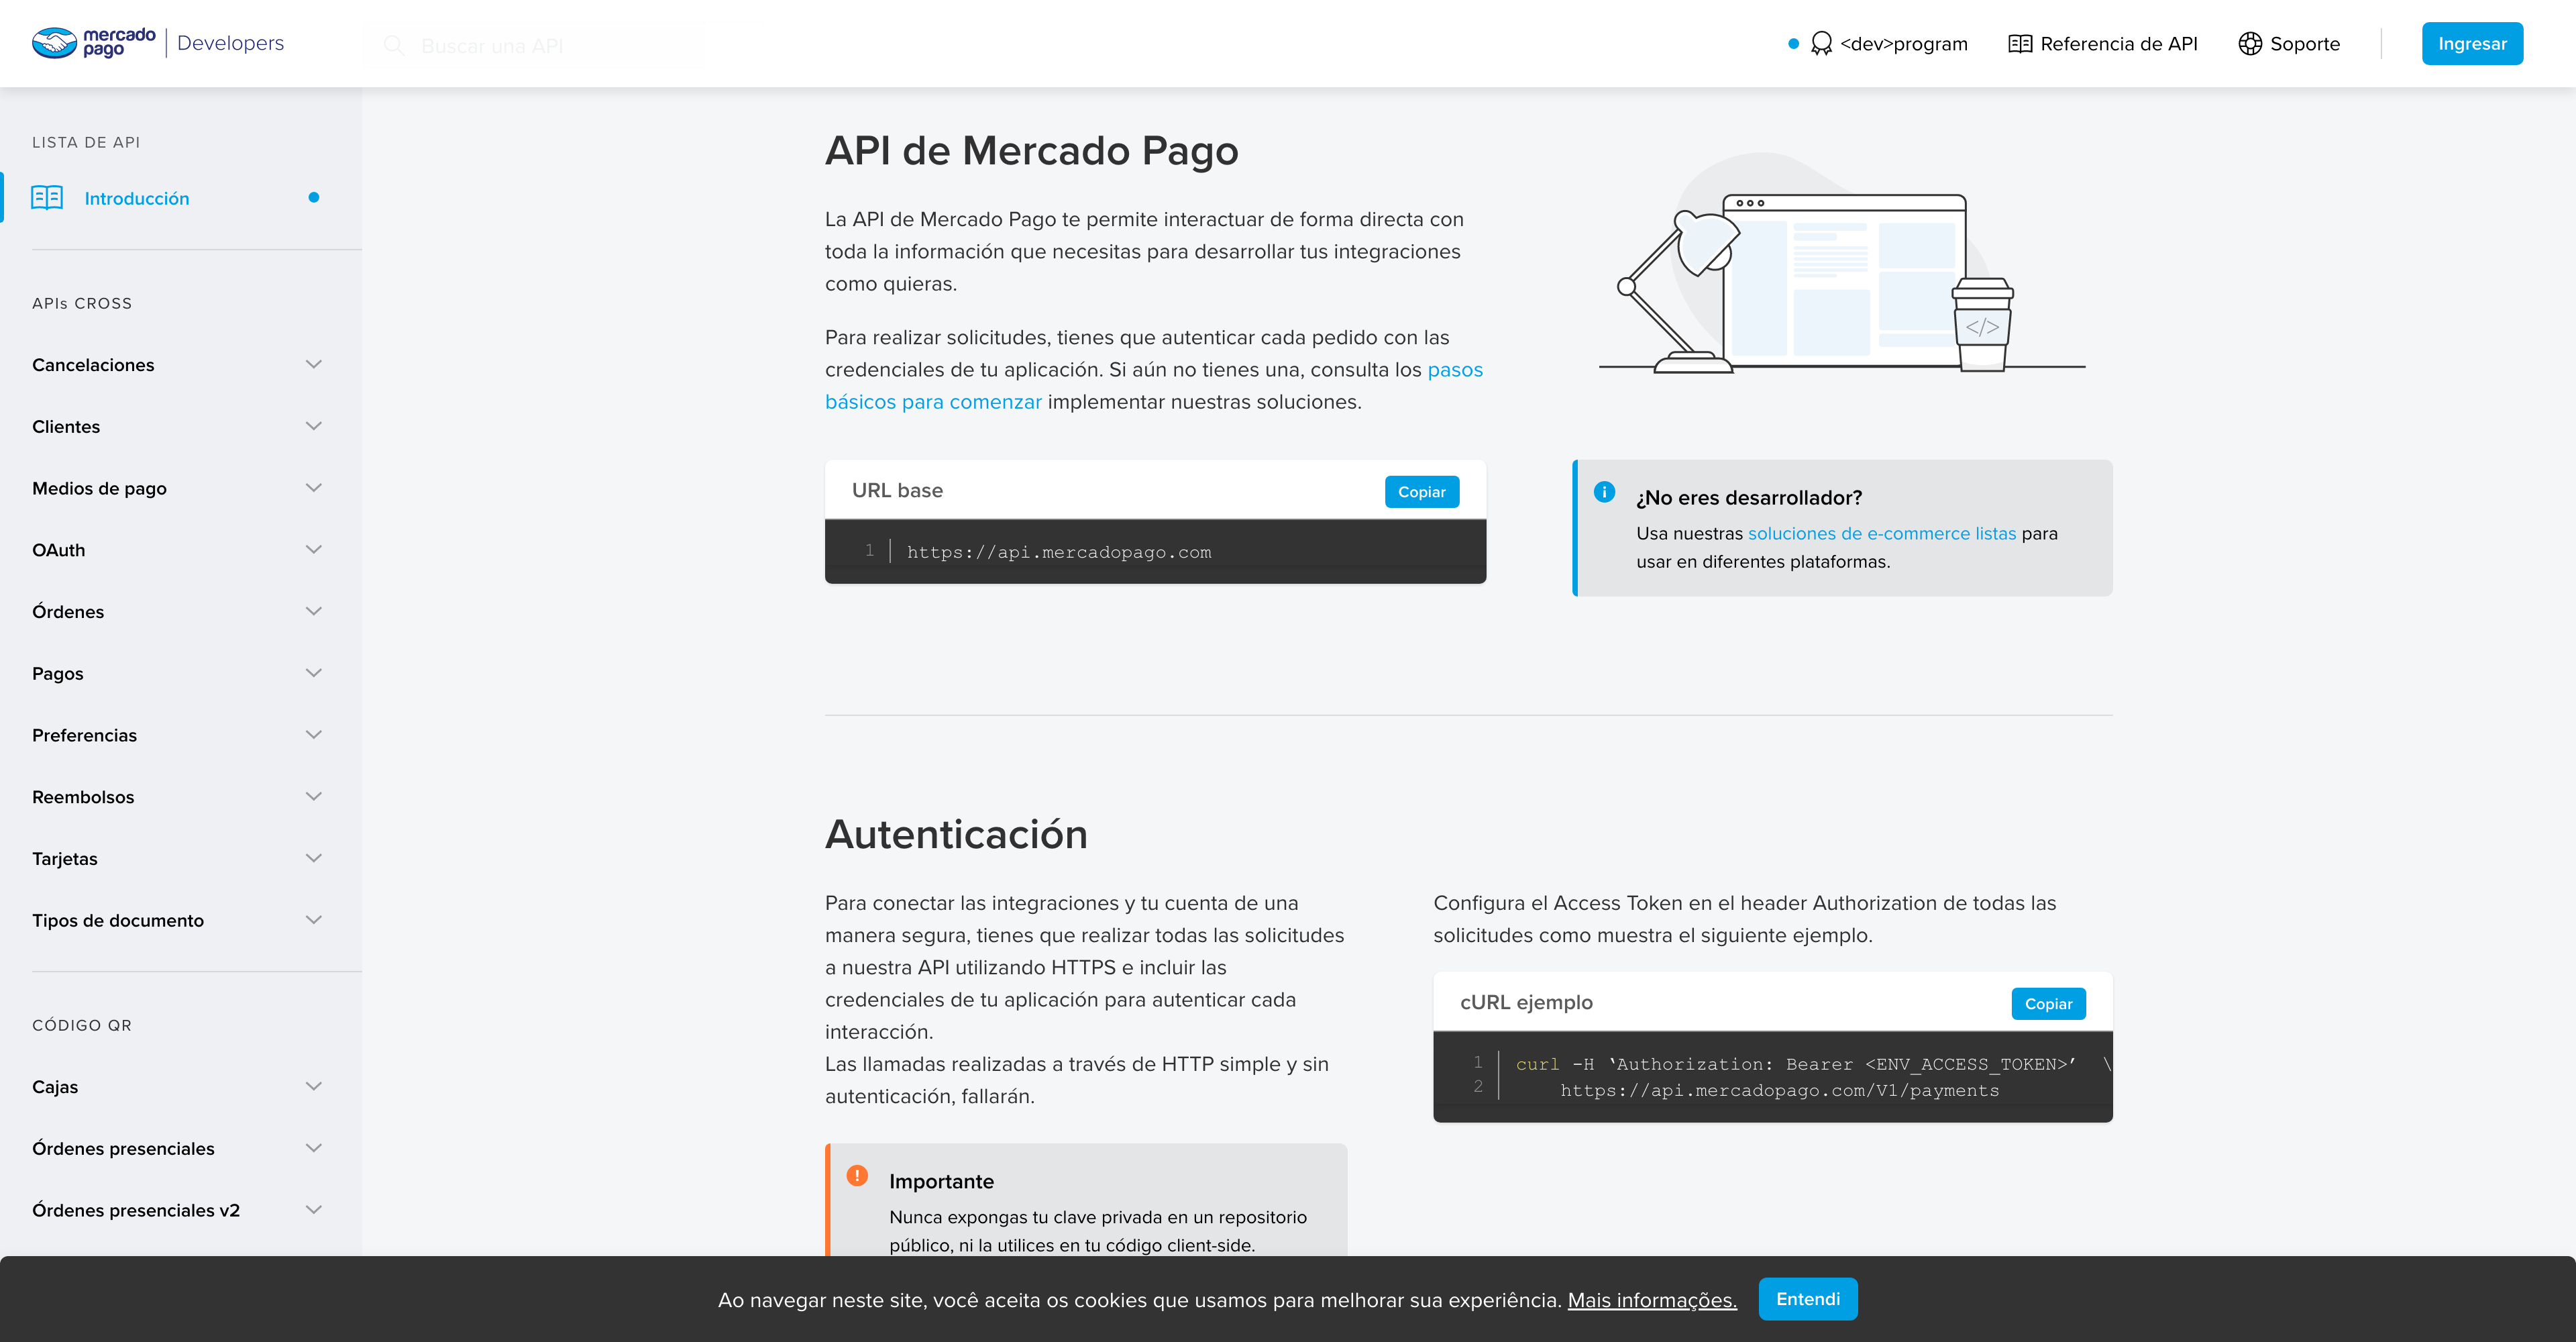 mercado
pago
Developers
Buscar una API
<dev>program
Referencia de API
Soporte
Ingresar
LISTA DE API
Introducción
APIs CROSS
Cancelaciones
Clientes
Medios de pago
OAuth
Órdenes
Pagos
Preferencias
Reembolsos
Tarjetas
Tipos de documento
CÓDIGO QR
Cajas
Órdenes presenciales
Órdenes presenciales v2
API de Mercado Pago
La API de Mercado Pago te permite interactuar de forma directa con
toda la información que necesitas para desarrollar tus integraciones
como quieras.
Para realizar solicitudes, tienes que autenticar cada pedido con las
credenciales de tu aplicación. Si aún no tienes una, consulta los pasos
básicos para comenzar implementar nuestras soluciones.
</>
URL base
Copiar
1 https://api.mercadopago.com
¿No eres desarrollador?
Usa nuestras soluciones de e-commerce listas para
usar en diferentes plataformas.
Autenticación
Para conectar las integraciones y tu cuenta de una
manera segura, tienes que realizar todas las solicitudes
a nuestra API utilizando HTTPS e incluir las
credenciales de tu aplicación para autenticar cada
interacción.
Las llamadas realizadas a través de HTTP simple y sin
autenticación, fallarán.
Importante
Nunca expongas tu clave privada en un repositorio
público, ni la utilices en tu código client-side.
Configura el Access Token en el header Authorization de todas las
solicitudes como muestra el siguiente ejemplo.
cURL ejemplo
Copiar
1 curl -H ‘Authorization: Bearer <ENV_ACCESS_TOKEN>’ \
2 https://api.mercadopago.com/V1/payments
Ao navegar neste site, você aceita os cookies que usamos para melhorar sua experiência. Mais informações.
Entendi